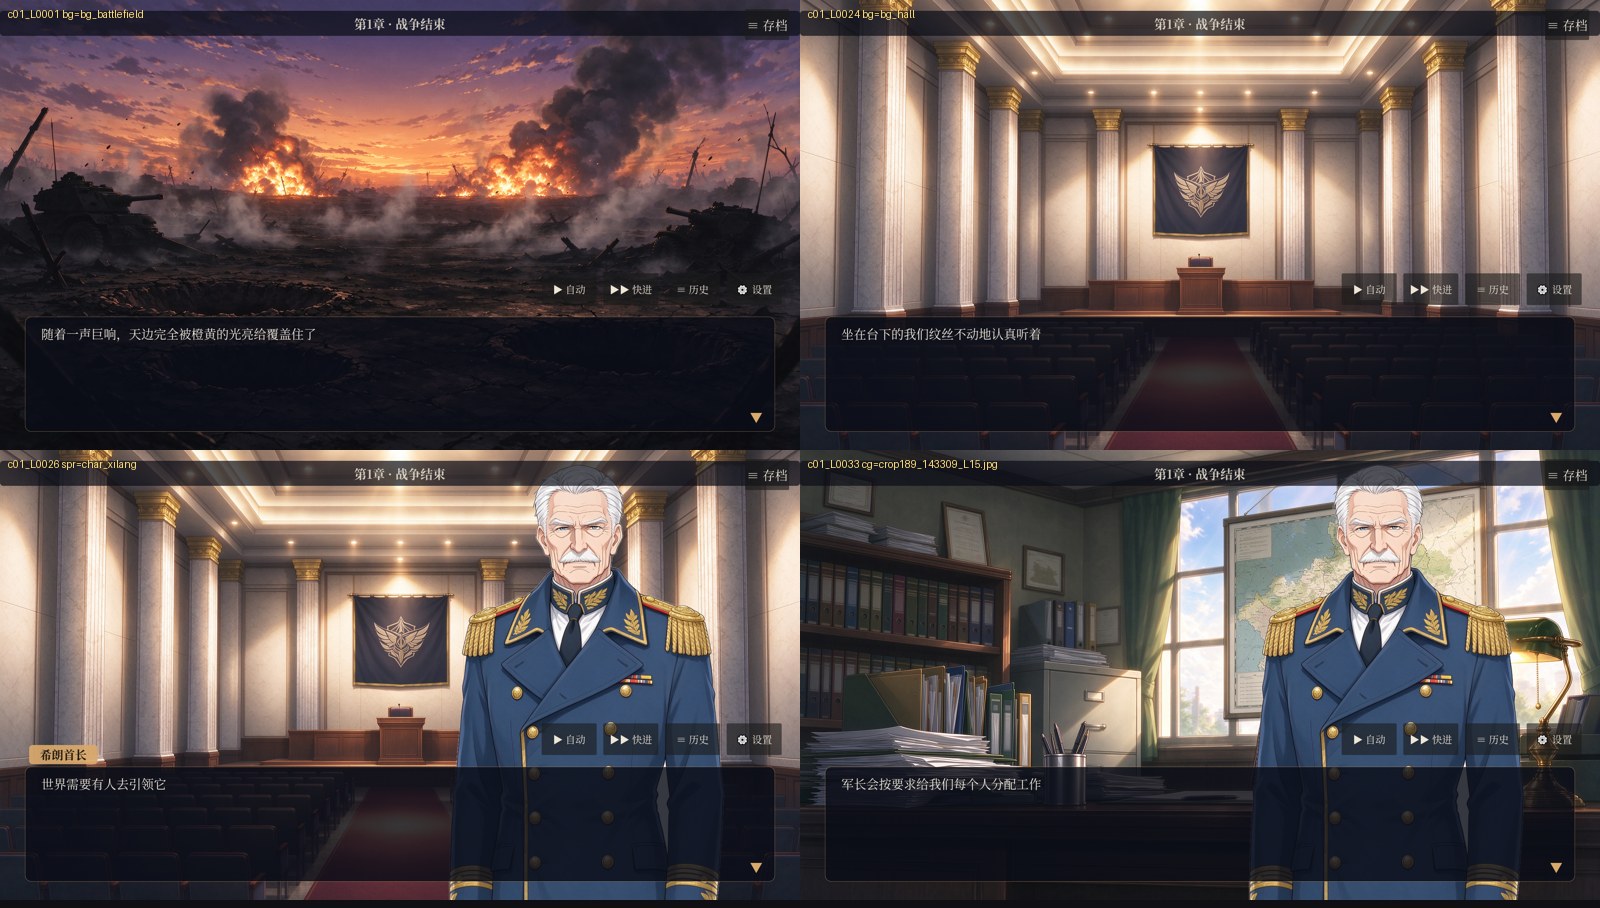 c01_L0001 bg=bg_battlefield
第1章 · 战争结束
≡ 存档
▶ 自动 ▶▶ 快进 ≡ 历史 设置
随着一声巨响，天边完全被橙黄的光亮给覆盖住了
▼
c01_L0024 bg=bg_hall
第1章 · 战争结束
≡ 存档
▶ 自动 ▶▶ 快进 ≡ 历史 设置
坐在台下的我们纹丝不动地认真听着
▼
c01_L0026 spr=char_xilang
第1章 · 战争结束
≡ 存档
▶ 自动 ▶▶ 快进 ≡ 历史 设置
希朗首长
世界需要有人去引领它
▼
c01_L0033 cg=crop189_143309_L15.jpg
第1章 · 战争结束
≡ 存档
▶ 自动 ▶▶ 快进 ≡ 历史 设置
军长会按要求给我们每个人分配工作
▼